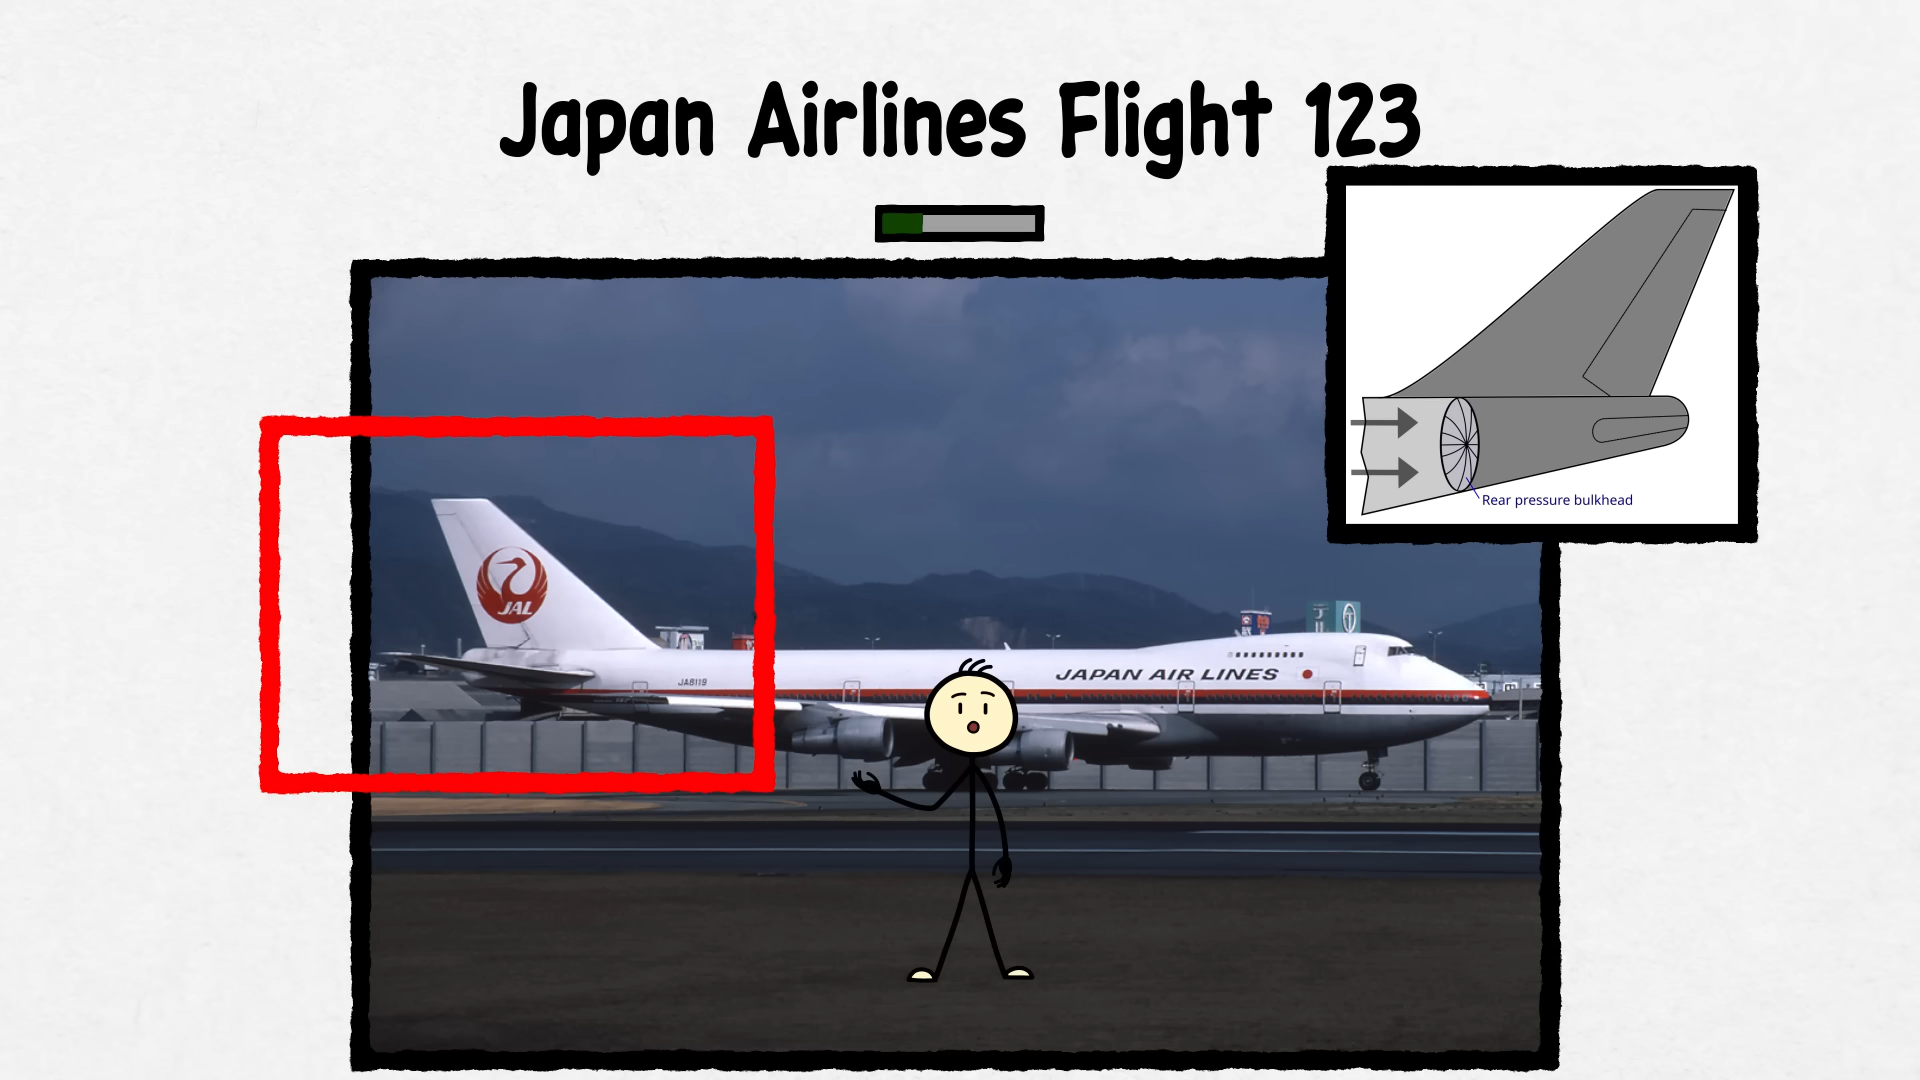 Japan Airlines Flight 123
Rear pressure bulkhead
JAL
JA8119
JAPAN AIR LINES